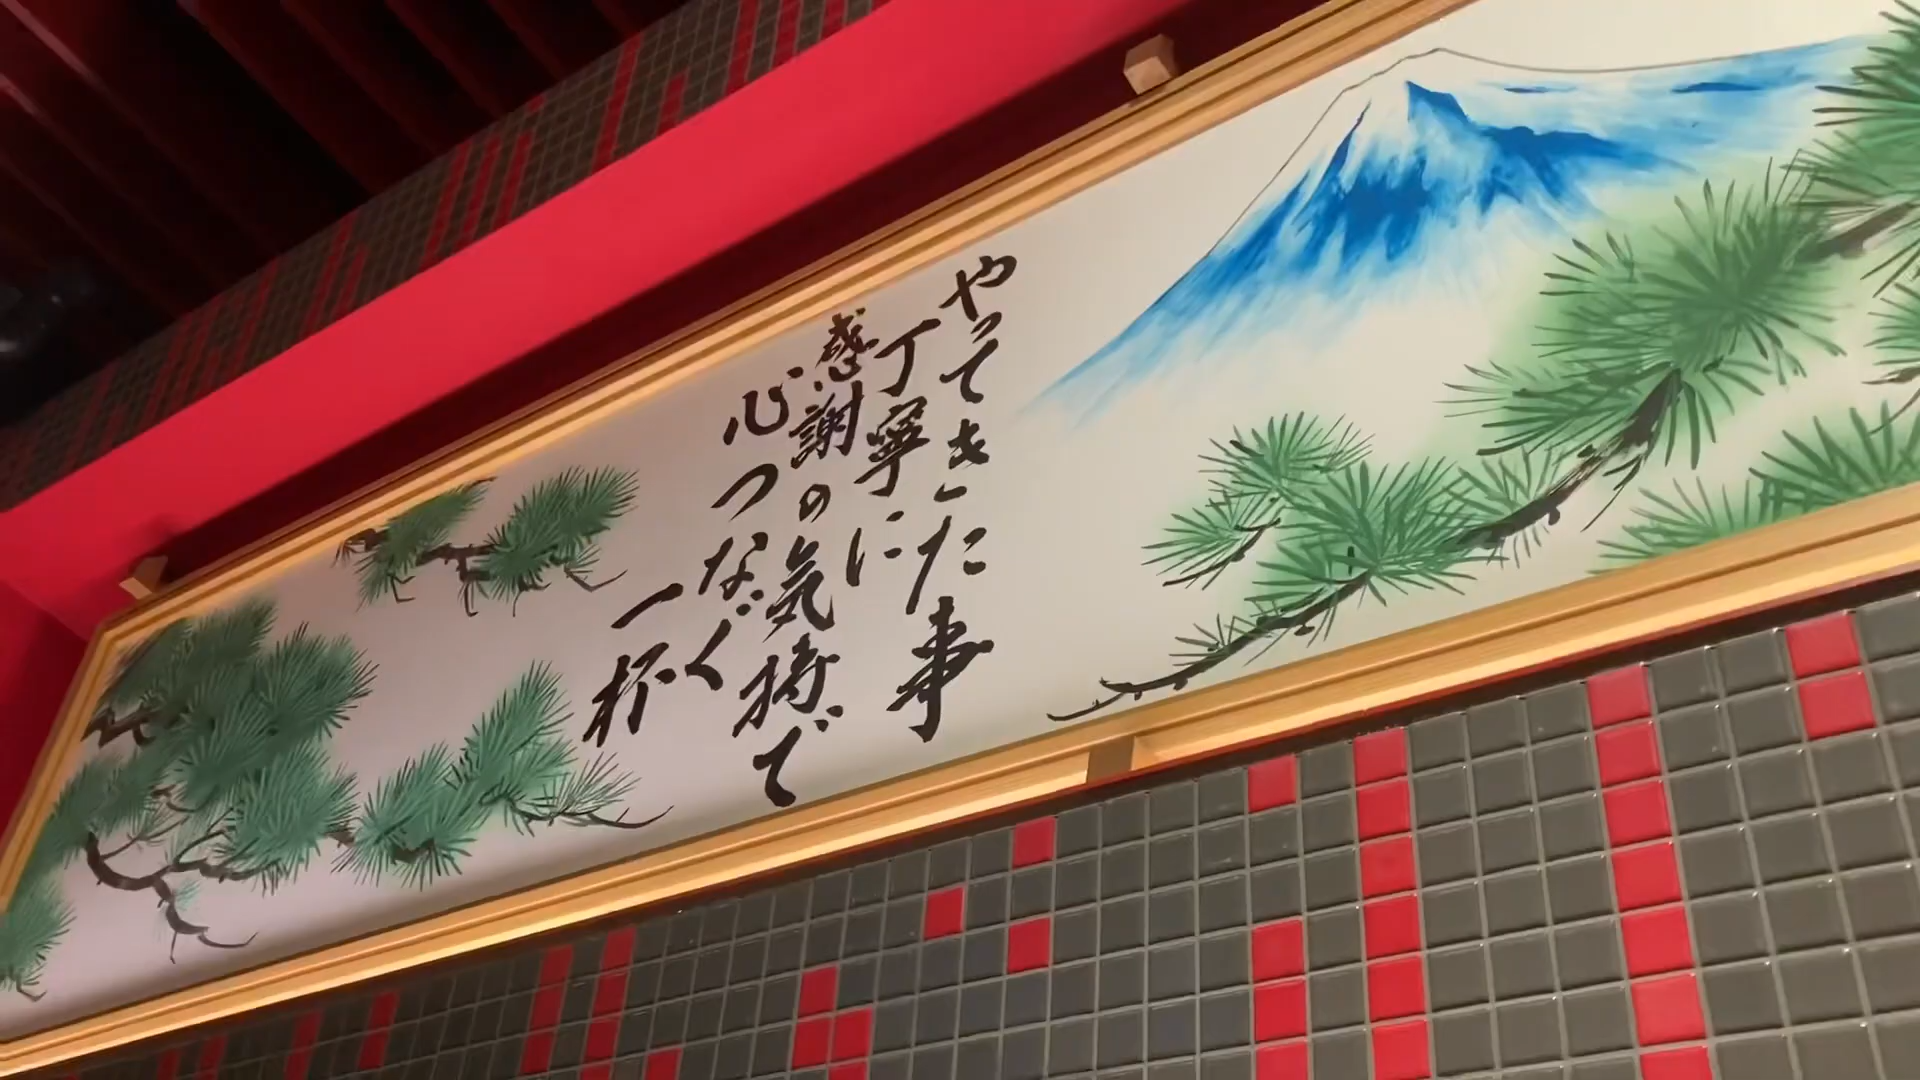 やってきた事
丁寧に
感謝の気持で
心つなぐ
一杯